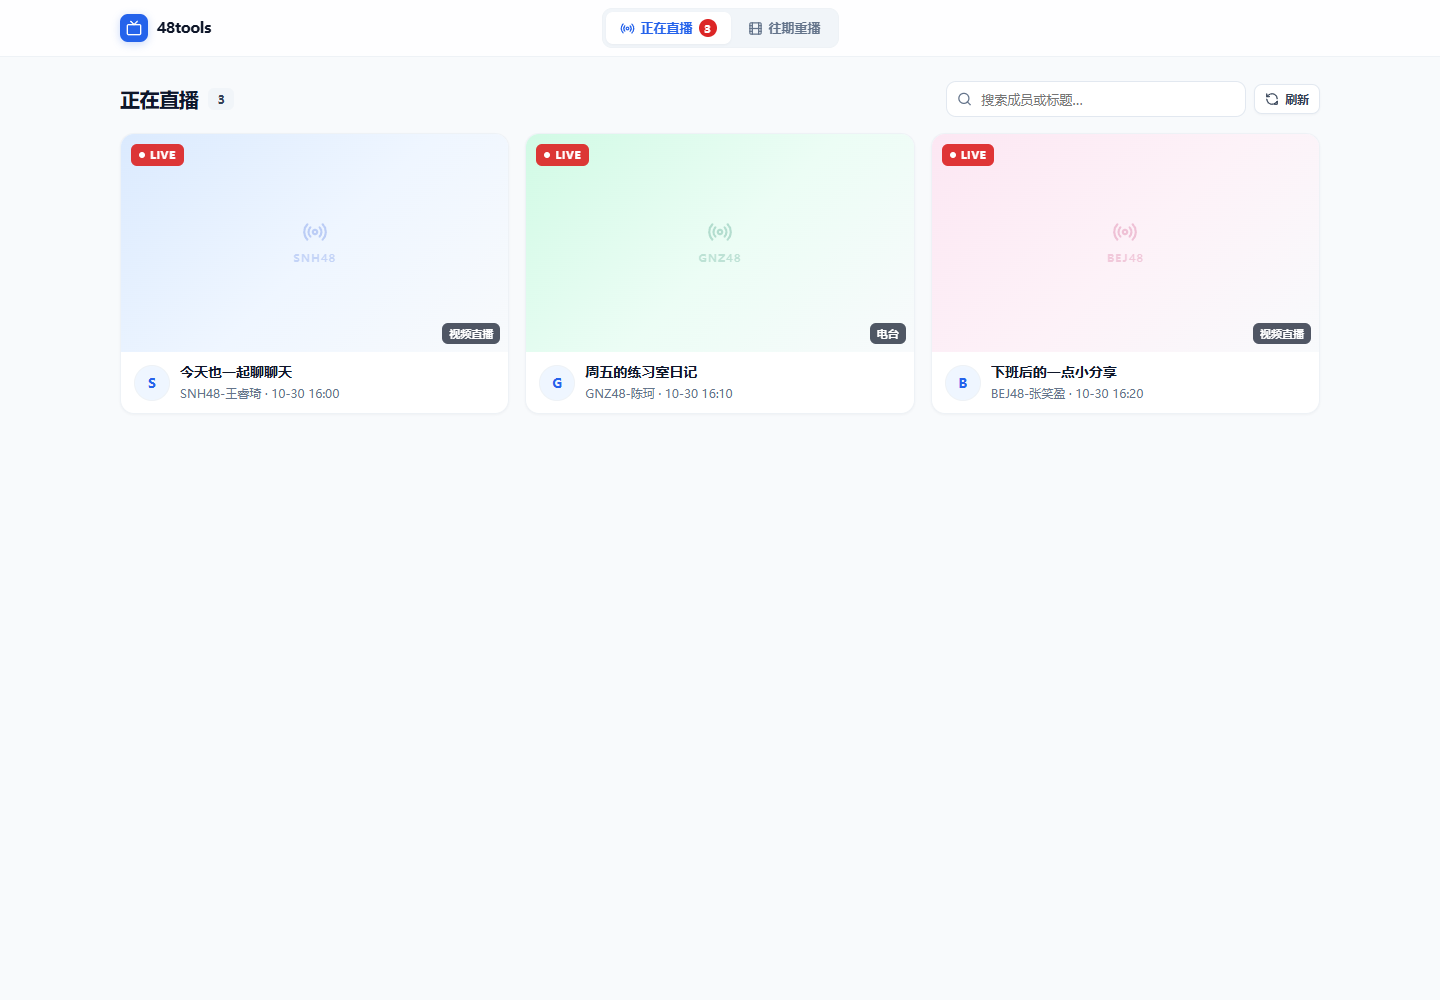 48tools
正在直播 3
往期重播
正在直播 3
搜索成员或标题...
刷新
LIVE
SNH48
视频直播
S
今天也一起聊聊天
SNH48-王睿琦 · 10-30 16:00
LIVE
GNZ48
电台
G
周五的练习室日记
GNZ48-陈珂 · 10-30 16:10
LIVE
BEJ48
视频直播
B
下班后的一点小分享
BEJ48-张笑盈 · 10-30 16:20